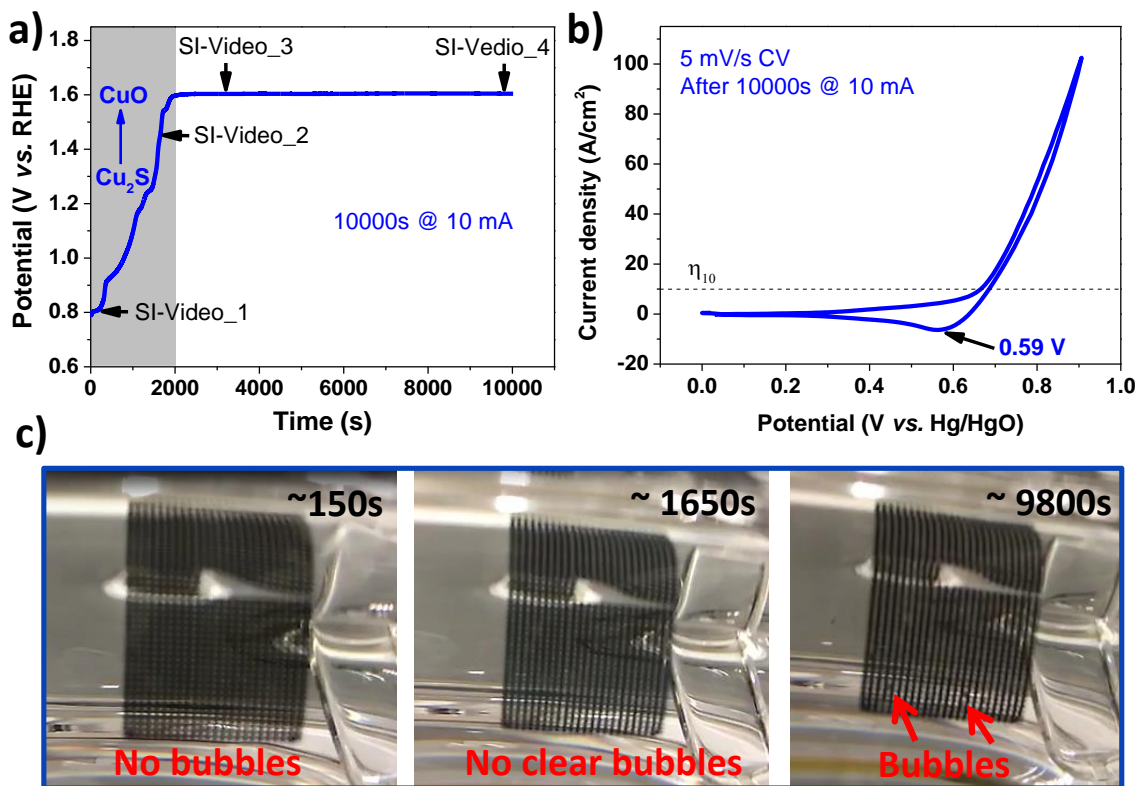 a)
1.8
1.6
1.4
1.2
1.0
0.8
0.6
Potential (V vs. RHE)
SI-Video_3
SI-Vedio_4
CuO
SI-Video_2
Cu₂S
10000s @ 10 mA
SI-Video_1
0
2000
4000
6000
8000
10000
Time (s)
b)
100
80
60
40
20
0
-20
Current density (A/cm²)
5 mV/s CV
After 10000s @ 10 mA
η₁₀
0.59 V
0.0
0.2
0.4
0.6
0.8
1.0
Potential (V vs. Hg/HgO)
c)
~150s
No bubbles
~ 1650s
No clear bubbles
~ 9800s
Bubbles